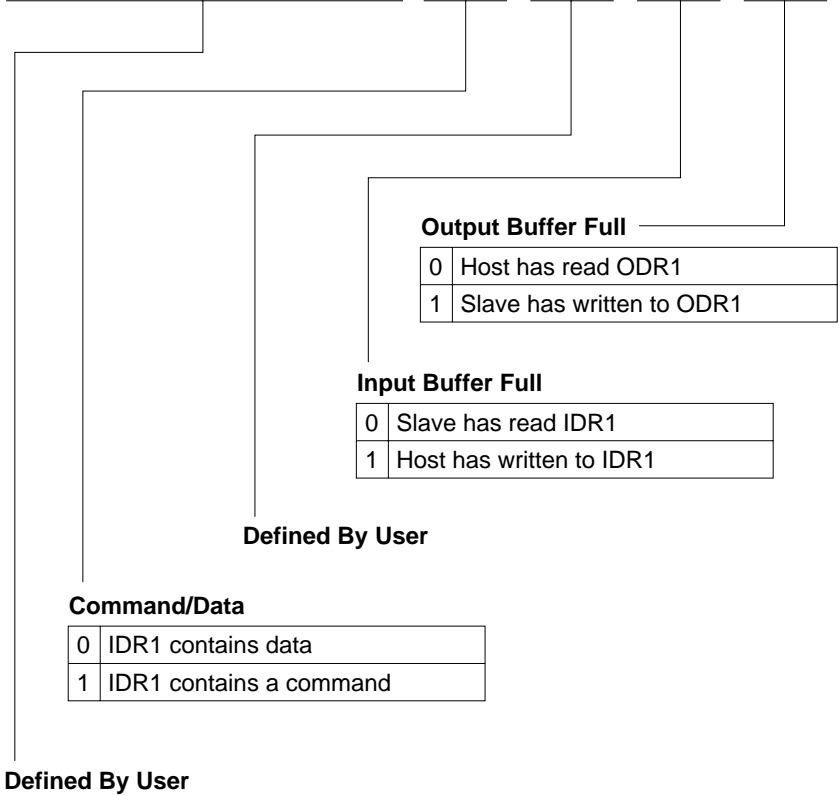 Output Buffer Full
0 Host has read ODR1
1 Slave has written to ODR1
Input Buffer Full
0 Slave has read IDR1
1 Host has written to IDR1
Defined By User
Command/Data
0 IDR1 contains data
1 IDR1 contains a command
Defined By User